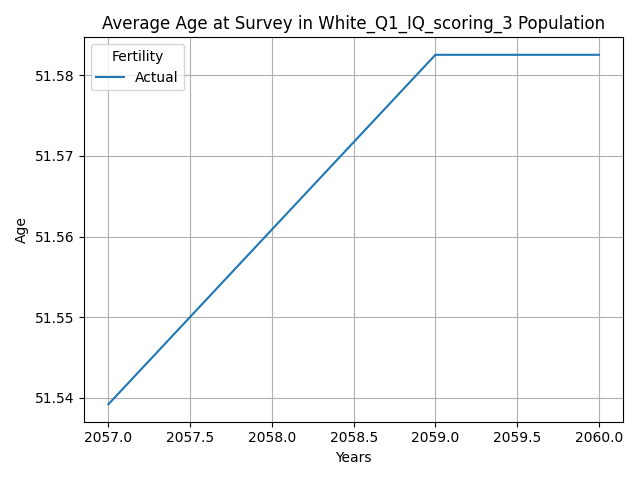 Average Age at Survey in White_Q1_IQ_scoring_3 Population
Fertility
Actual
51.58
51.57
51.56
51.55
51.54
Age
2057.0 2057.5 2058.0 2058.5 2059.0 2059.5 2060.0
Years